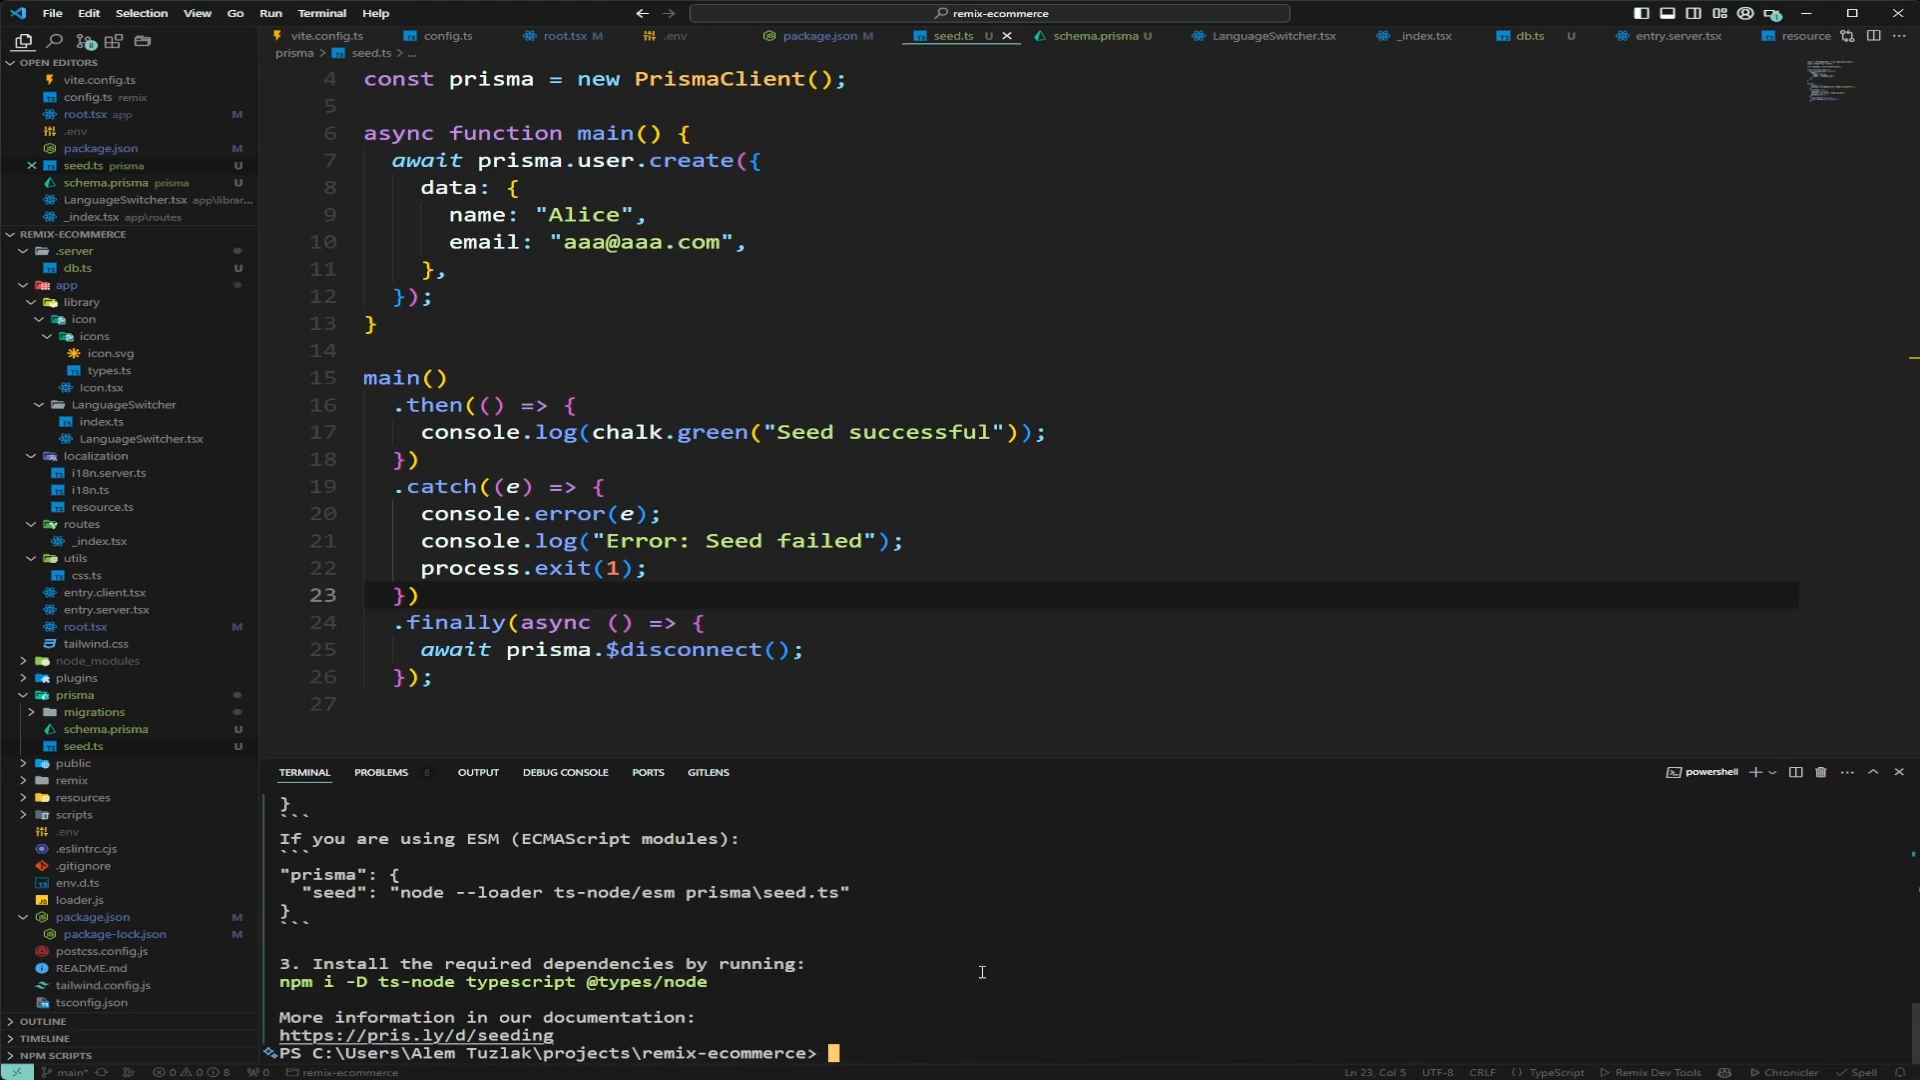 File Edit Selection View Go Run Terminal Help
remix-ecommerce
vite.config.ts config.ts root.tsx M .env package.json M seed.ts U schema.prisma U LanguageSwitcher.tsx _index.tsx db.ts U entry.server.tsx resource
prisma > seed.ts > ...
OPEN EDITORS
vite.config.ts
config.ts remix
root.tsx app M
.env
package.json M
seed.ts prisma U
schema.prisma prisma U
LanguageSwitcher.tsx app\librar...
_index.tsx app\routes
REMIX-ECOMMERCE
.server
db.ts U
app
library
icon
icons
icon.svg
types.ts
Icon.tsx
LanguageSwitcher
index.ts
LanguageSwitcher.tsx
localization
i18n.server.ts
i18n.ts
resource.ts
routes
_index.tsx
utils
css.ts
entry.client.tsx
entry.server.tsx
root.tsx M
tailwind.css
node_modules
plugins
prisma
migrations
schema.prisma U
seed.ts U
public
remix
resources
scripts
.env
.eslintrc.cjs
.gitignore
env.d.ts
loader.js
package.json M
package-lock.json M
postcss.config.js
README.md
tailwind.config.js
tsconfig.json
OUTLINE
TIMELINE
NPM SCRIPTS
4 const prisma = new PrismaClient();
5
6 async function main() {
7 await prisma.user.create({
8 data: {
9 name: "Alice",
10 email: "aaa@aaa.com",
11 },
12 });
13 }
14
15 main()
16 .then(() => {
17 console.log(chalk.green("Seed successful"));
18 })
19 .catch((e) => {
20 console.error(e);
21 console.log("Error: Seed failed");
22 process.exit(1);
23 })
24 .finally(async () => {
25 await prisma.$disconnect();
26 });
27
TERMINAL PROBLEMS 8 OUTPUT DEBUG CONSOLE PORTS GITLENS
powershell
}
```
If you are using ESM (ECMAScript modules):
```
"prisma": {
"seed": "node --loader ts-node/esm prisma\seed.ts"
}
```
3. Install the required dependencies by running:
npm i -D ts-node typescript @types/node
More information in our documentation:
https://pris.ly/d/seeding
PS C:\Users\Alem Tuzlak\projects\remix-ecommerce>
main* 0 0 8 0 remix-ecommerce Ln 23, Col 5 UTF-8 CRLF {} TypeScript Remix Dev Tools Chronicler Spell